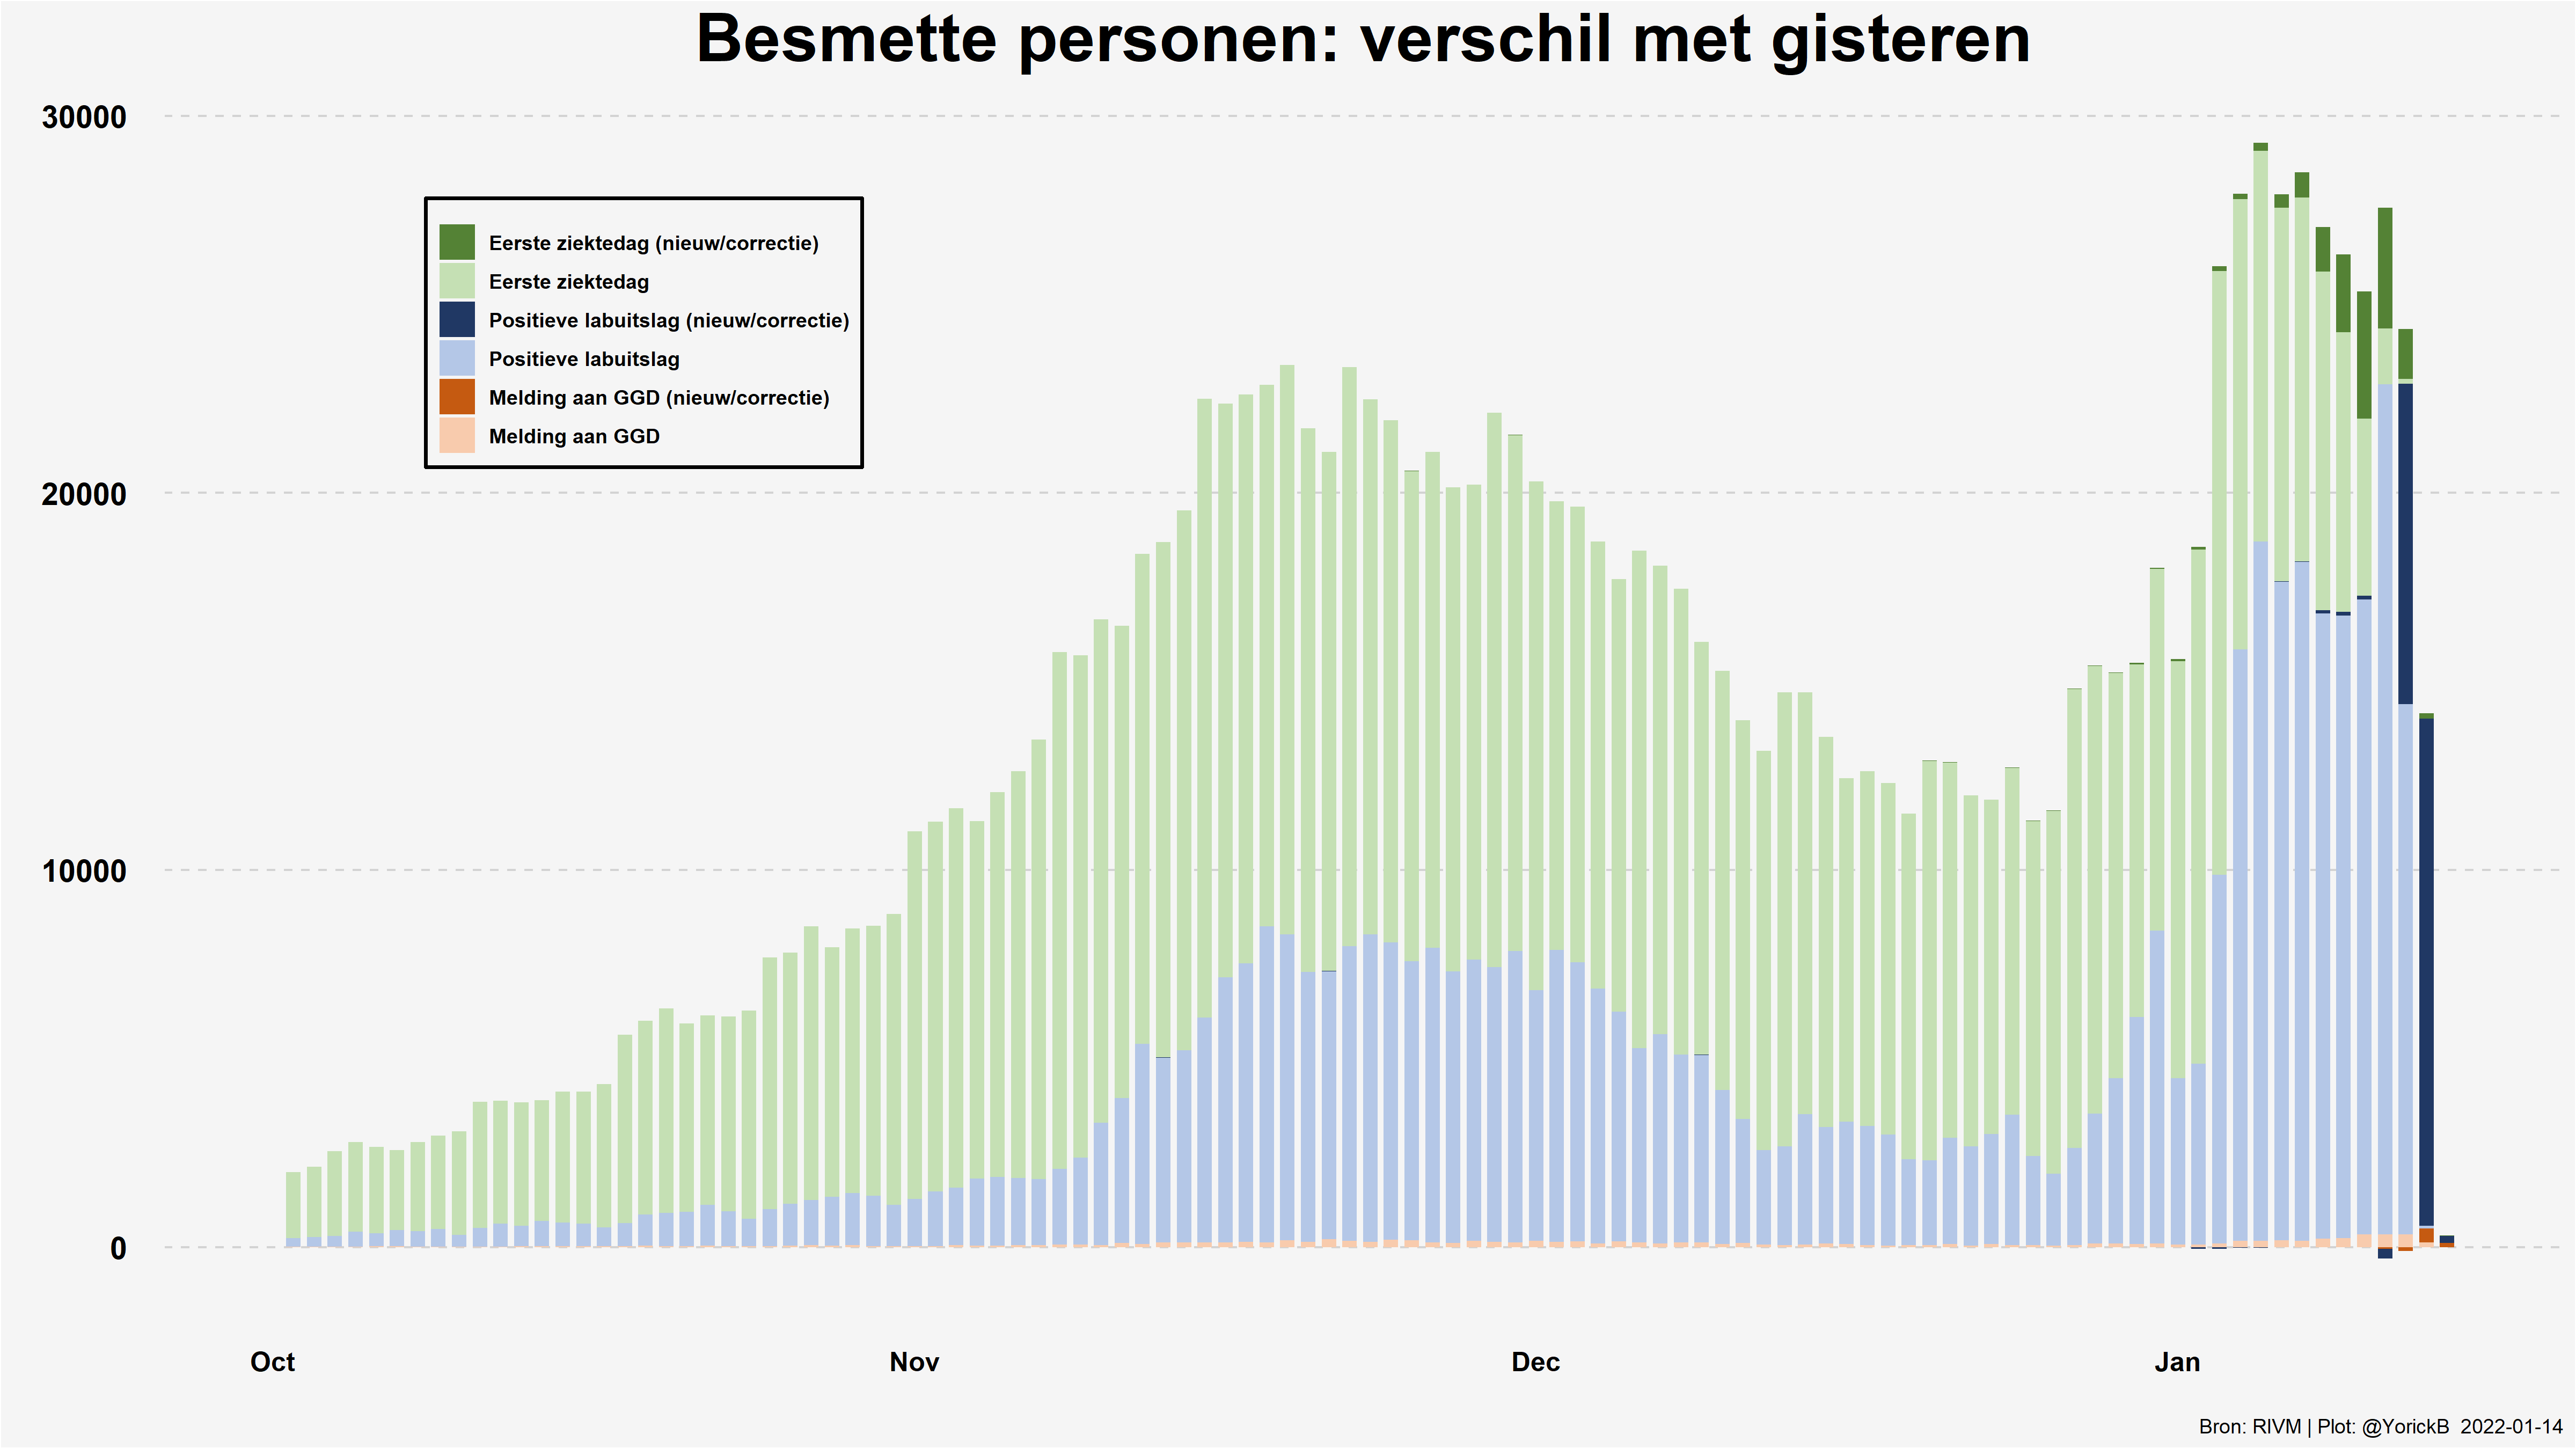 Besmette personen: verschil met gisteren
30000
20000
10000
0
Eerste ziektedag (nieuw/correctie)
Eerste ziektedag
Positieve labuitslag (nieuw/correctie)
Positieve labuitslag
Melding aan GGD (nieuw/correctie)
Melding aan GGD
Oct Nov Dec Jan
Bron: RIVM | Plot: @YorickB 2022-01-14